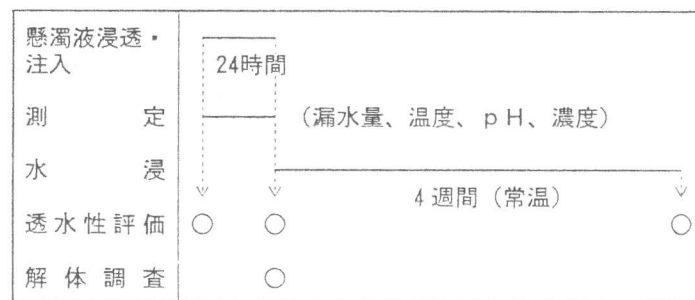 懸濁液浸透・
注入
24時間
測定 (漏水量、温度、pH、濃度)
水浸
4週間(常温)
透水性評価 ○ ○ ○
解体調査 ○